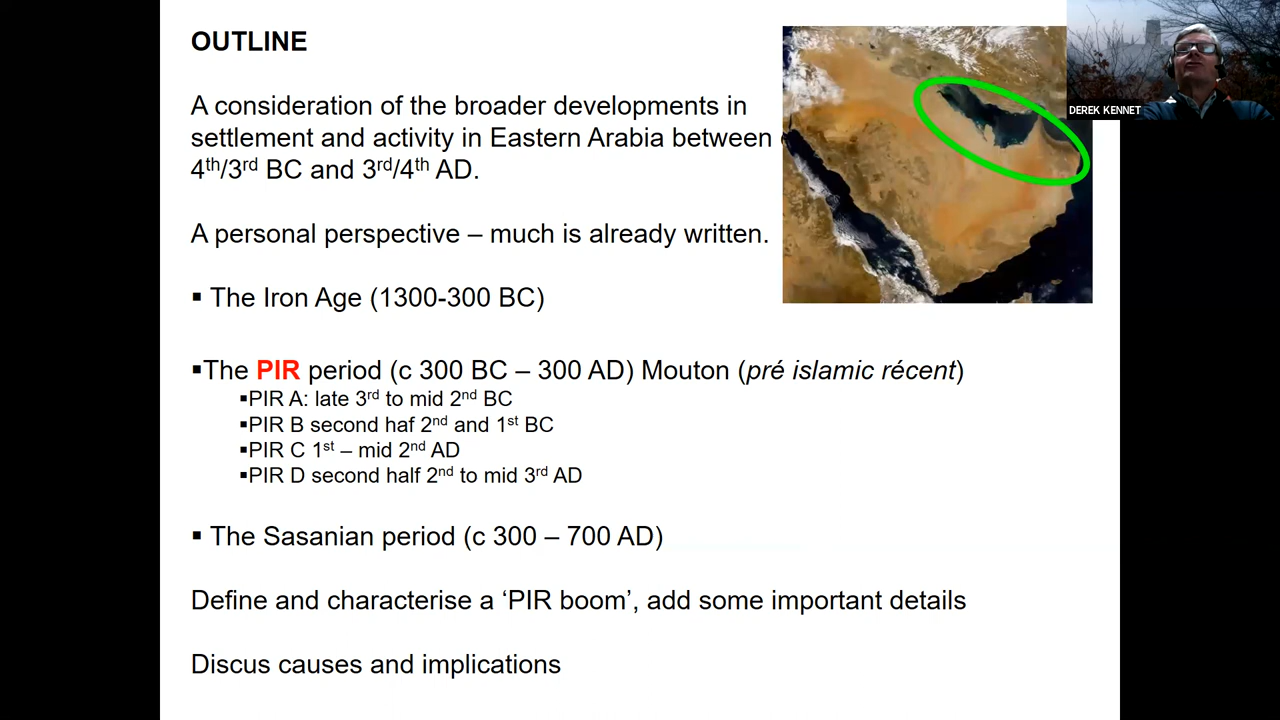 OUTLINE
A consideration of the broader developments in
settlement and activity in Eastern Arabia between
4th/3rd BC and 3rd/4th AD.
A personal perspective – much is already written.
▪ The Iron Age (1300-300 BC)
▪The PIR period (c 300 BC – 300 AD) Mouton (pré islamic récent)
▪PIR A: late 3rd to mid 2nd BC
▪PIR B second haf 2nd and 1st BC
▪PIR C 1st – mid 2nd AD
▪PIR D second half 2nd to mid 3rd AD
▪ The Sasanian period (c 300 – 700 AD)
Define and characterise a ‘PIR boom’, add some important details
Discus causes and implications
DEREK KENNET